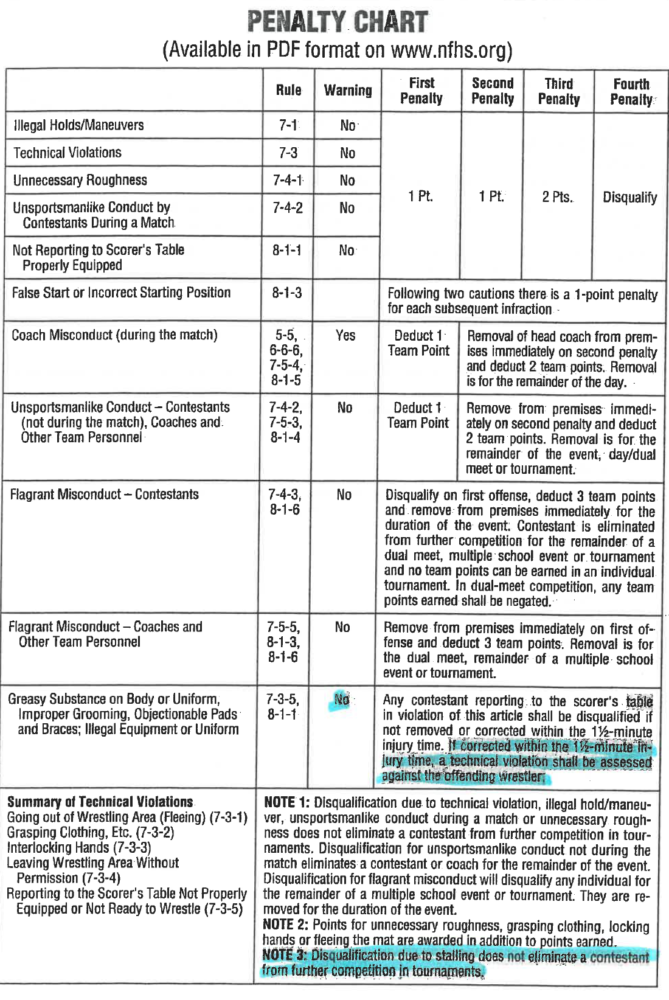 PENALTY CHART
(Available in PDF format on www.nfhs.org)
Rule Warning First Penalty Second Penalty Third Penalty Fourth Penalty
Illegal Holds/Maneuvers 7-1 No
Technical Violations 7-3 No
Unnecessary Roughness 7-4-1 No
Unsportsmanlike Conduct by 7-4-2 No
Contestants During a Match
1 Pt. 1 Pt. 2 Pts. Disqualify
Not Reporting to Scorer's Table 8-1-1 No
Properly Equipped
False Start or Incorrect Starting Position 8-1-3
Following two cautions there is a 1-point penalty
for each subsequent infraction
Coach Misconduct (during the match)
5-5,
6-6-6,
7-5-4,
8-1-5
Yes
Deduct 1
Team Point
Removal of head coach from prem-
ises immediately on second penalty
and deduct 2 team points. Removal
is for the remainder of the day.
Unsportsmanlike Conduct – Contestants
(not during the match), Coaches and
Other Team Personnel
7-4-2,
7-5-3,
8-1-4
No
Deduct 1
Team Point
Remove from premises immedi-
ately on second penalty and deduct
2 team points. Removal is for the
remainder of the event, day/dual
meet or tournament.
Flagrant Misconduct – Contestants
7-4-3,
8-1-6
No
Disqualify on first offense, deduct 3 team points
and remove from premises immediately for the
duration of the event. Contestant is eliminated
from further competition for the remainder of a
dual meet, multiple school event or tournament
and no team points can be earned in an individual
tournament. In dual-meet competition, any team
points earned shall be negated.
Flagrant Misconduct – Coaches and
Other Team Personnel
7-5-5,
8-1-3,
8-1-6
No
Remove from premises immediately on first of-
fense and deduct 3 team points. Removal is for
the dual meet, remainder of a multiple school
event or tournament.
Greasy Substance on Body or Uniform,
Improper Grooming, Objectionable Pads
and Braces; Illegal Equipment or Uniform
7-3-5,
8-1-1
No
Any contestant reporting to the scorer's table
in violation of this article shall be disqualified if
not removed or corrected within the 1½-minute
injury time. If corrected within the 1½-minute in-
jury time, a technical violation shall be assessed
against the offending wrestler.
Summary of Technical Violations
Going out of Wrestling Area (Fleeing) (7-3-1)
Grasping Clothing, Etc. (7-3-2)
Interlocking Hands (7-3-3)
Leaving Wrestling Area Without
Permission (7-3-4)
Reporting to the Scorer's Table Not Properly
Equipped or Not Ready to Wrestle (7-3-5)
NOTE 1: Disqualification due to technical violation, illegal hold/maneu-
ver, unsportsmanlike conduct during a match or unnecessary rough-
ness does not eliminate a contestant from further competition in tour-
naments. Disqualification for unsportsmanlike conduct not during the
match eliminates a contestant or coach for the remainder of the event.
Disqualification for flagrant misconduct will disqualify any individual for
the remainder of a multiple school event or tournament. They are re-
moved for the duration of the event.
NOTE 2: Points for unnecessary roughness, grasping clothing, locking
hands or fleeing the mat are awarded in addition to points earned.
NOTE 3: Disqualification due to stalling does not eliminate a contestant
from further competition in tournaments.